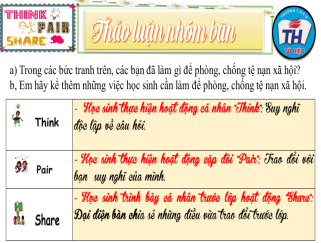 THINK
PAIR
SHARE
Thảo luận nhóm bàn
TH
a) Trong các bức tranh trên, các bạn đã làm gì để phòng, chống tệ nạn xã hội?
b, Em hãy kể thêm những việc học sinh cần làm để phòng, chống tệ nạn xã hội.
Think
- Học sinh thực hiện hoạt động cá nhân "Think": Suy nghĩ
độc lập về câu hỏi.
Pair
- Học sinh thực hiện hoạt động cặp đôi "Pair": Trao đổi với
bạn suy nghĩ của mình.
Share
- Học sinh trình bày cá nhân trước lớp hoạt động "Share":
Đại diện bàn chia sẻ những điều vừa trao đổi trước lớp.